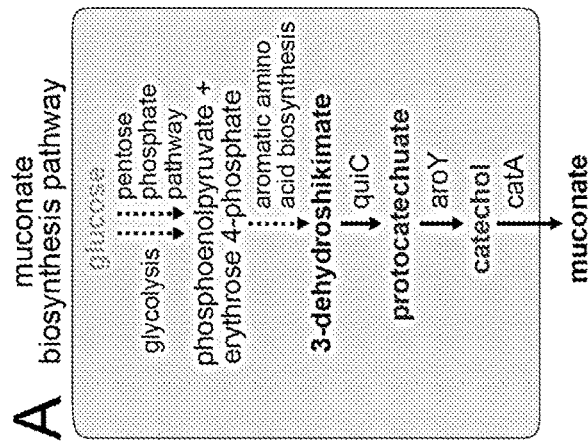 A
muconate
biosynthesis pathway
glucose
glycolysis
pentose
phosphate
pathway
phosphoenolpyruvate +
erythrose 4-phosphate
aromatic amino
acid biosynthesis
3-dehydroshikimate
quiC
protocatechuate
aroY
catechol
catA
muconate